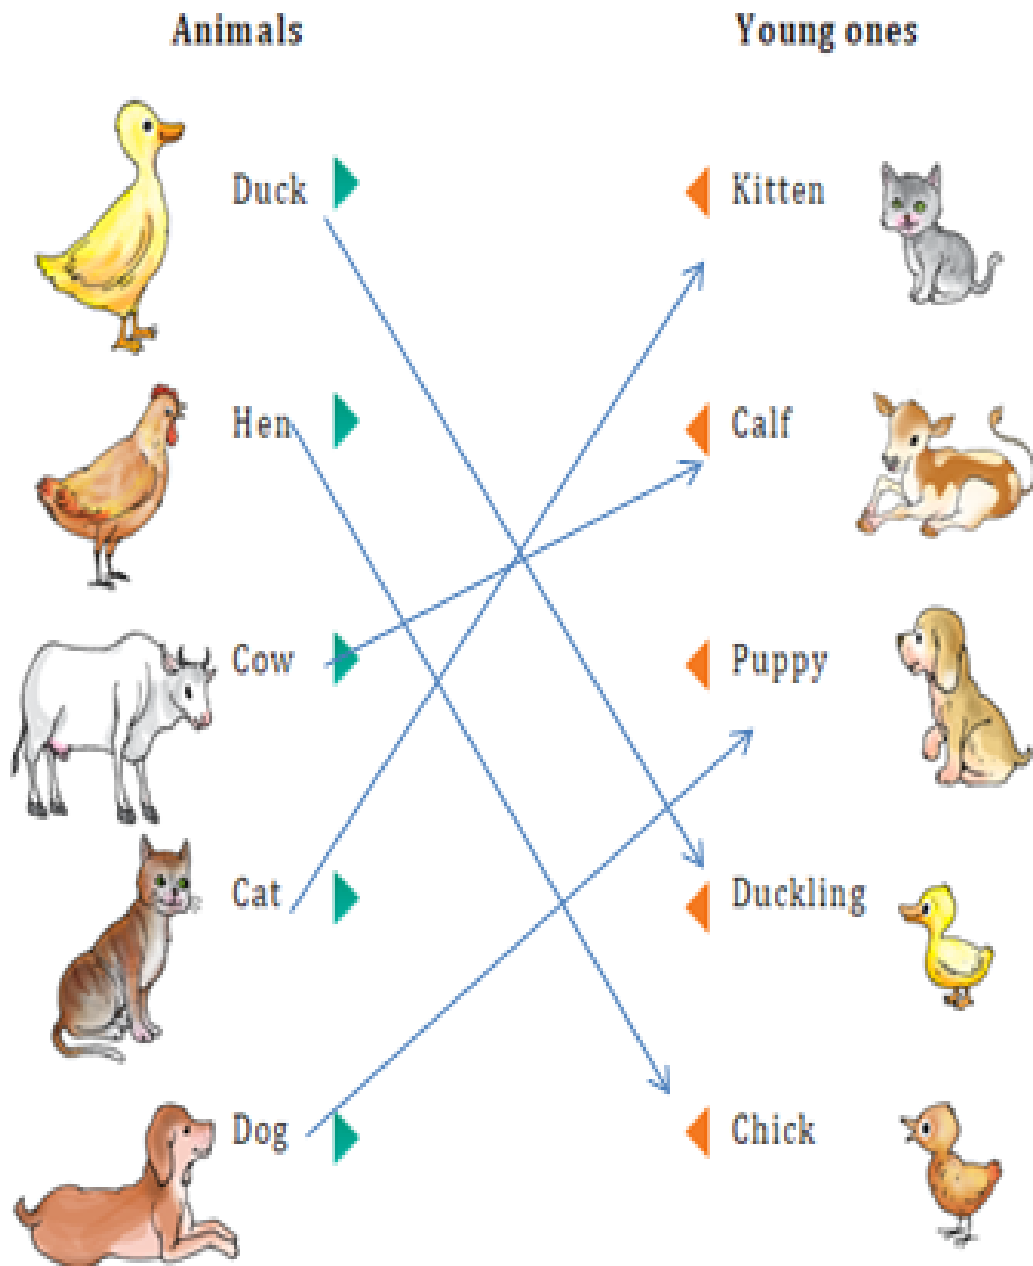 Animals Young ones
Duck Kitten
Hen Calf
Cow Puppy
Cat Duckling
Dog Chick